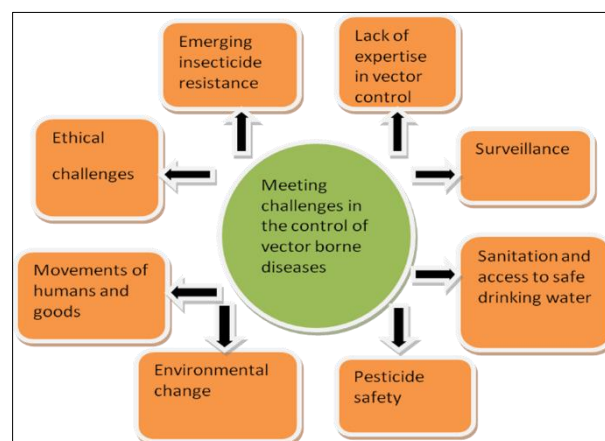 Emerging
insecticide
resistance
Lack of
expertise in
vector
control
Ethical
challenges
Surveillance
Meeting
challenges in
the control of
vector borne
diseases
Movements of
humans and
goods
Sanitation and
access to safe
drinking water
Environmental
change
Pesticide
safety